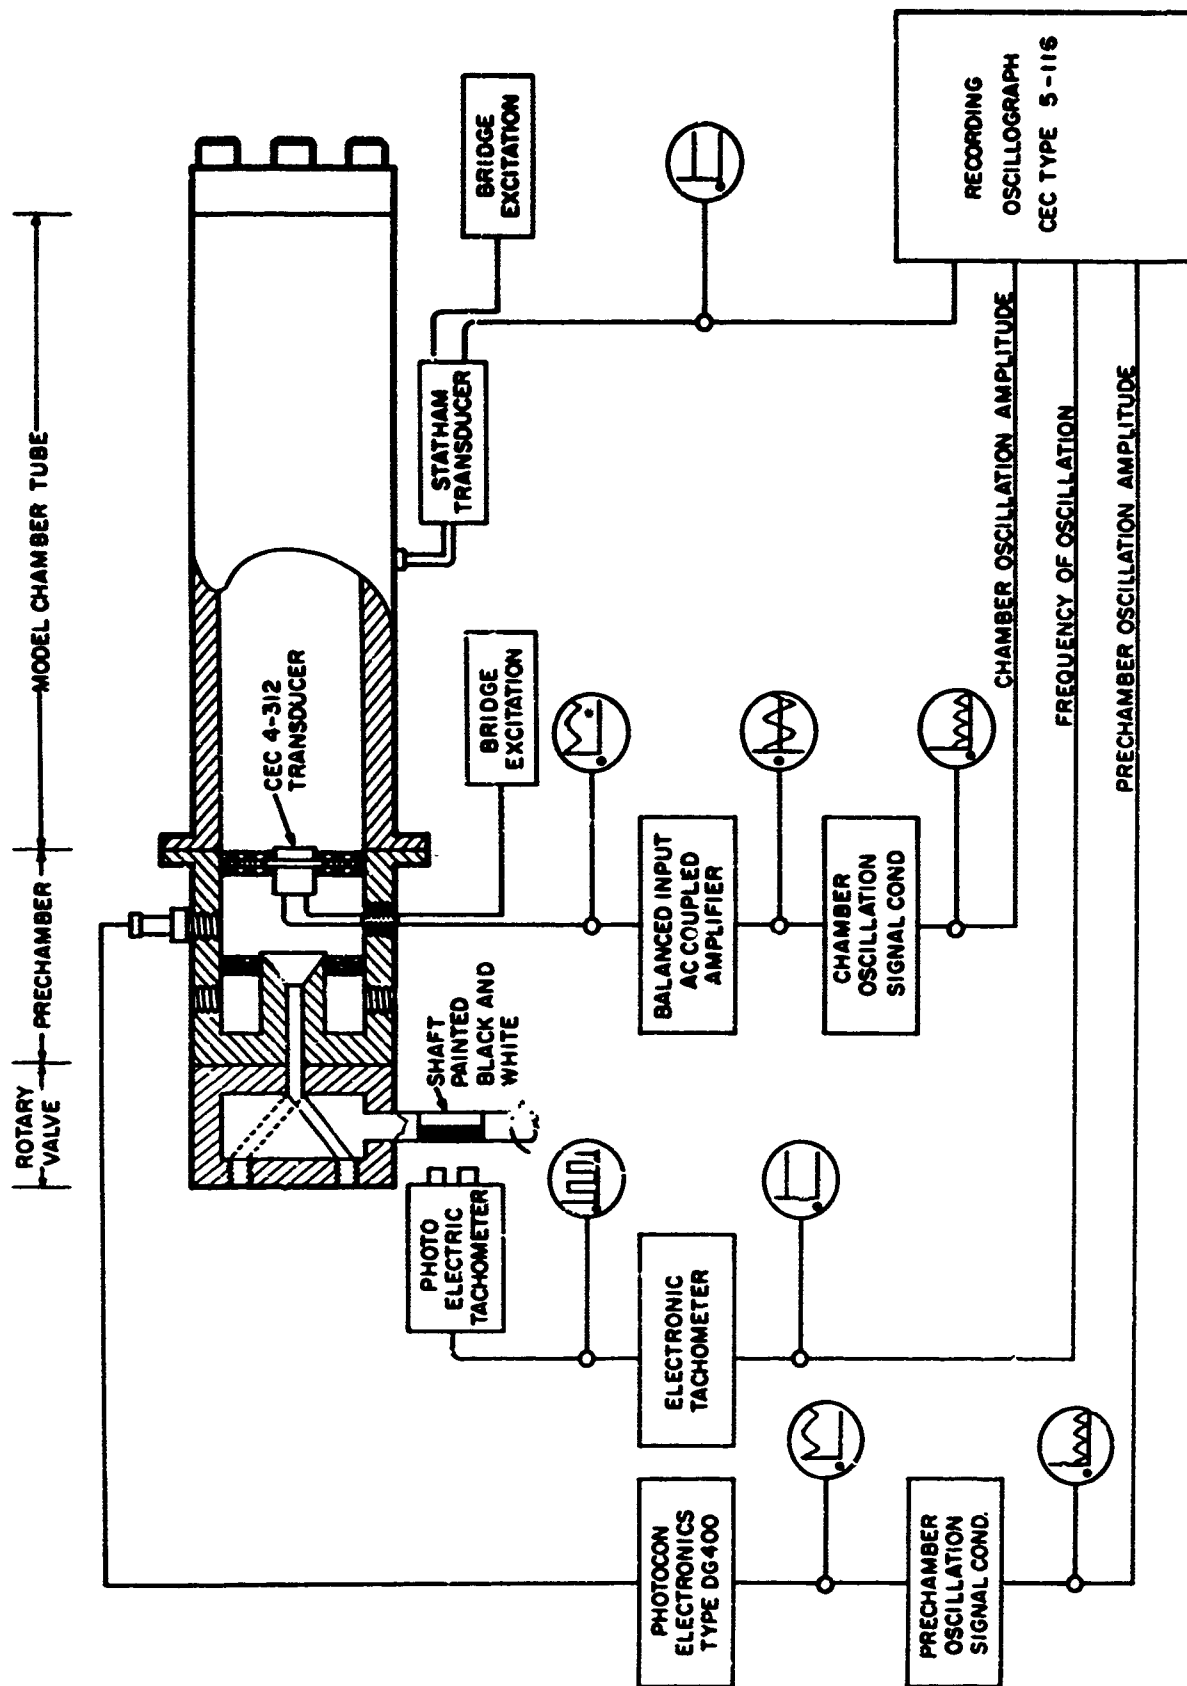 ROTARY
VALVE
PRECHAMBER
MODEL CHAMBER TUBE
CEC 4-312
TRANSDUCER
SHAFT
PAINTED
BLACK AND
WHITE
PHOTO
ELECTRIC
TACHOMETER
BRIDGE
EXCITATION
STATHAM
TRANSDUCER
BRIDGE
EXCITATION
PHOTOCON
ELECTRONICS
TYPE DG400
ELECTRONIC
TACHOMETER
BALANCED INPUT
AC COUPLED
AMPLIFIER
PRECHAMBER
OSCILLATION
SIGNAL COND.
CHAMBER
OSCILLATION
SIGNAL COND
CHAMBER OSCILLATION AMPLITUDE
FREQUENCY OF OSCILLATION
PRECHAMBER OSCILLATION AMPLITUDE
RECORDING
OSCILLOGRAPH
CEC TYPE 5-116